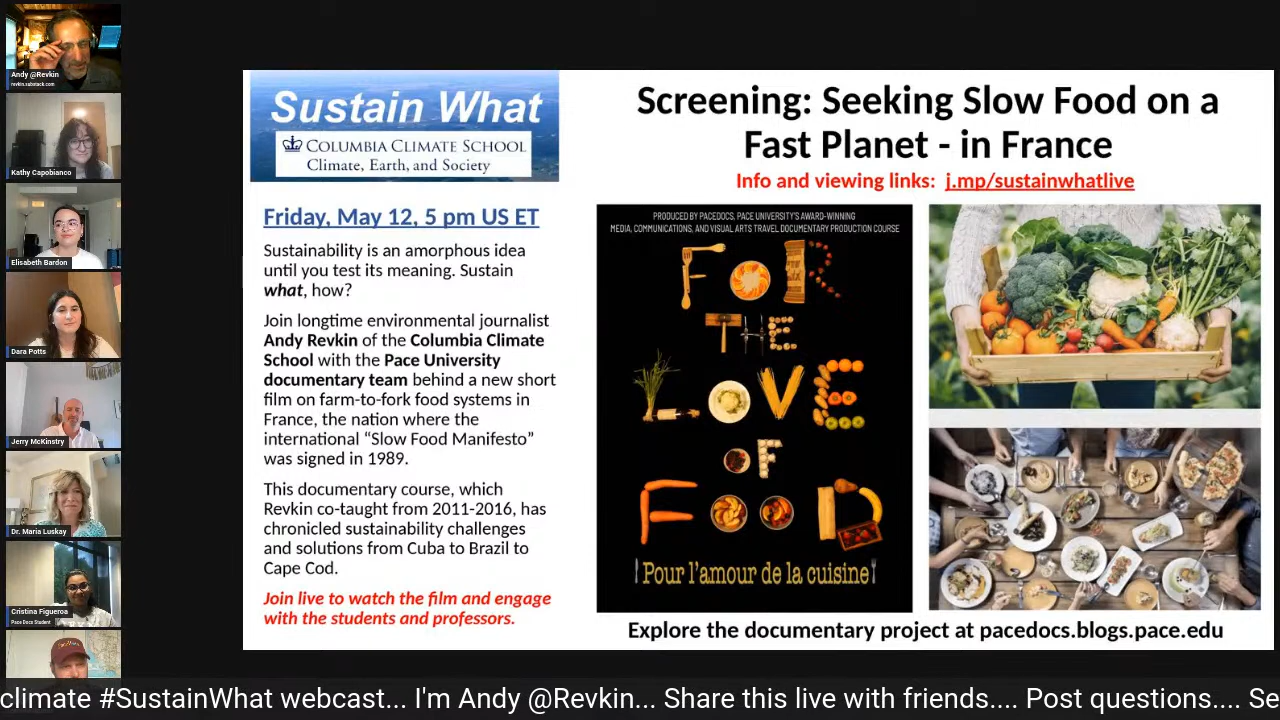 Andy @Revkin
revkin.substack.com
Kathy Capobianco
Elisabeth Bardon
Dara Potts
Jerry McKinstry
Dr. Maria Luskay
Cristina Figueroa
Pace Docs Student
Sustain What
COLUMBIA CLIMATE SCHOOL
Climate, Earth, and Society
Friday, May 12, 5 pm US ET
Sustainability is an amorphous idea
until you test its meaning. Sustain
what, how?
Join longtime environmental journalist
Andy Revkin of the Columbia Climate
School with the Pace University
documentary team behind a new short
film on farm-to-fork food systems in
France, the nation where the
international “Slow Food Manifesto”
was signed in 1989.
This documentary course, which
Revkin co-taught from 2011-2016, has
chronicled sustainability challenges
and solutions from Cuba to Brazil to
Cape Cod.
Join live to watch the film and engage
with the students and professors.
Screening: Seeking Slow Food on a
Fast Planet - in France
Info and viewing links: j.mp/sustainwhatlive
PRODUCED BY PACEDOCS, PACE UNIVERSITY'S AWARD-WINNING
MEDIA, COMMUNICATIONS, AND VISUAL ARTS TRAVEL DOCUMENTARY PRODUCTION COURSE
FOR
THE
LOVE
OF
FOOD
Pour l'amour de la cuisine
Explore the documentary project at pacedocs.blogs.pace.edu
climate #SustainWhat webcast... I'm Andy @Revkin... Share this live with friends.... Post questions.... Se